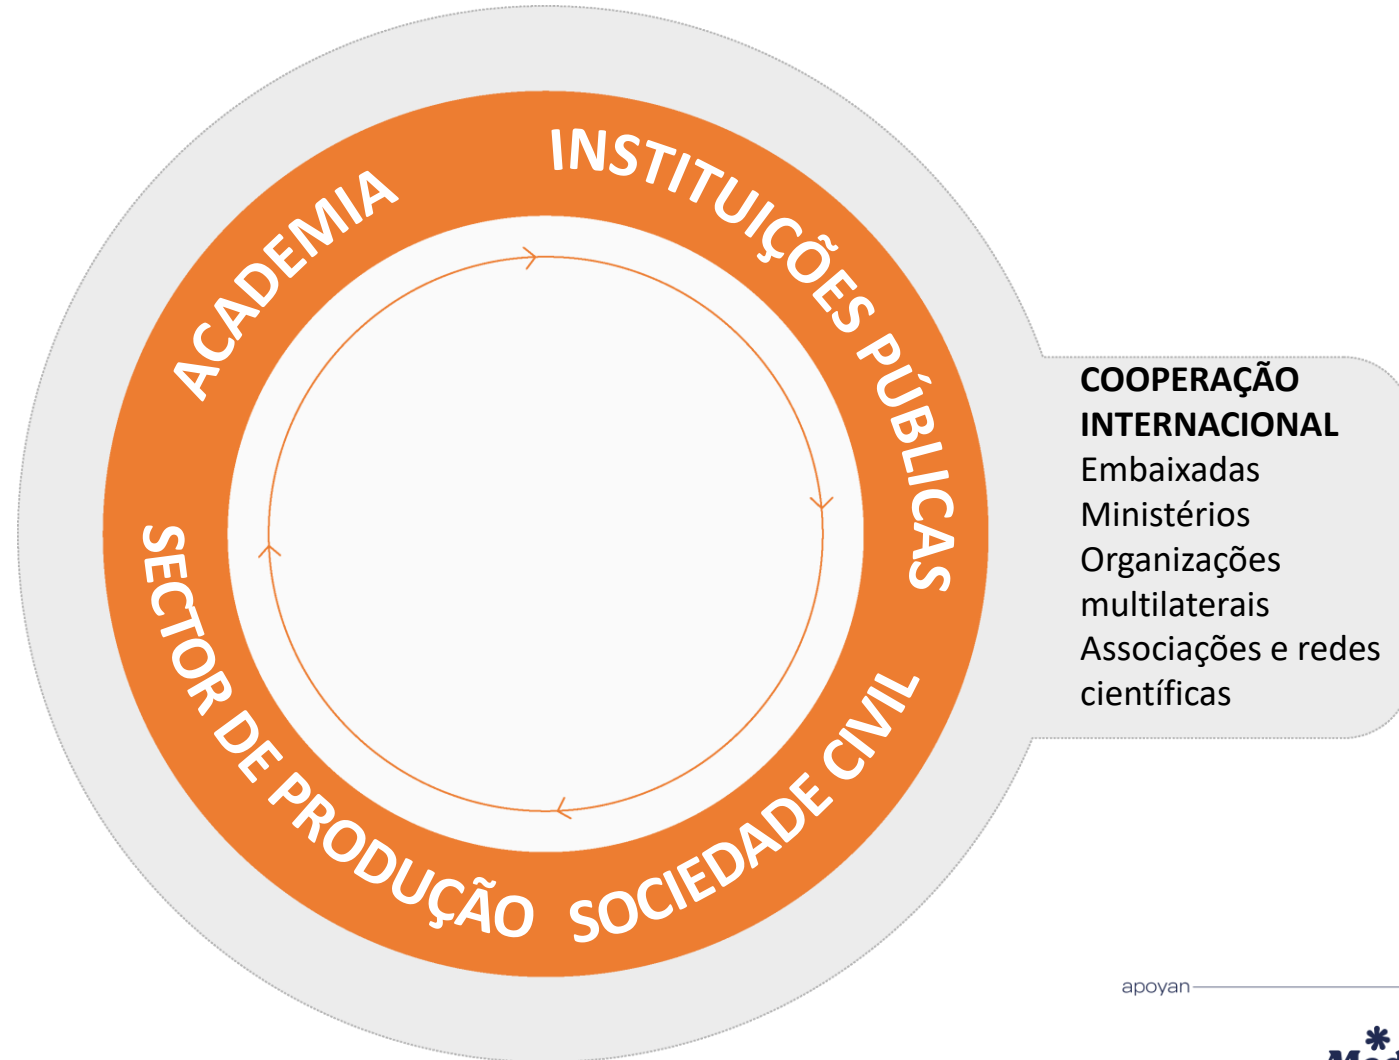 ACADEMIA
INSTITUIÇÕES PÚBLICAS
SOCIEDADE CIVIL
SECTOR DE PRODUÇÃO
COOPERAÇÃO
INTERNACIONAL
Embaixadas
Ministérios
Organizações
multilaterais
Associações e redes
científicas
apoyan